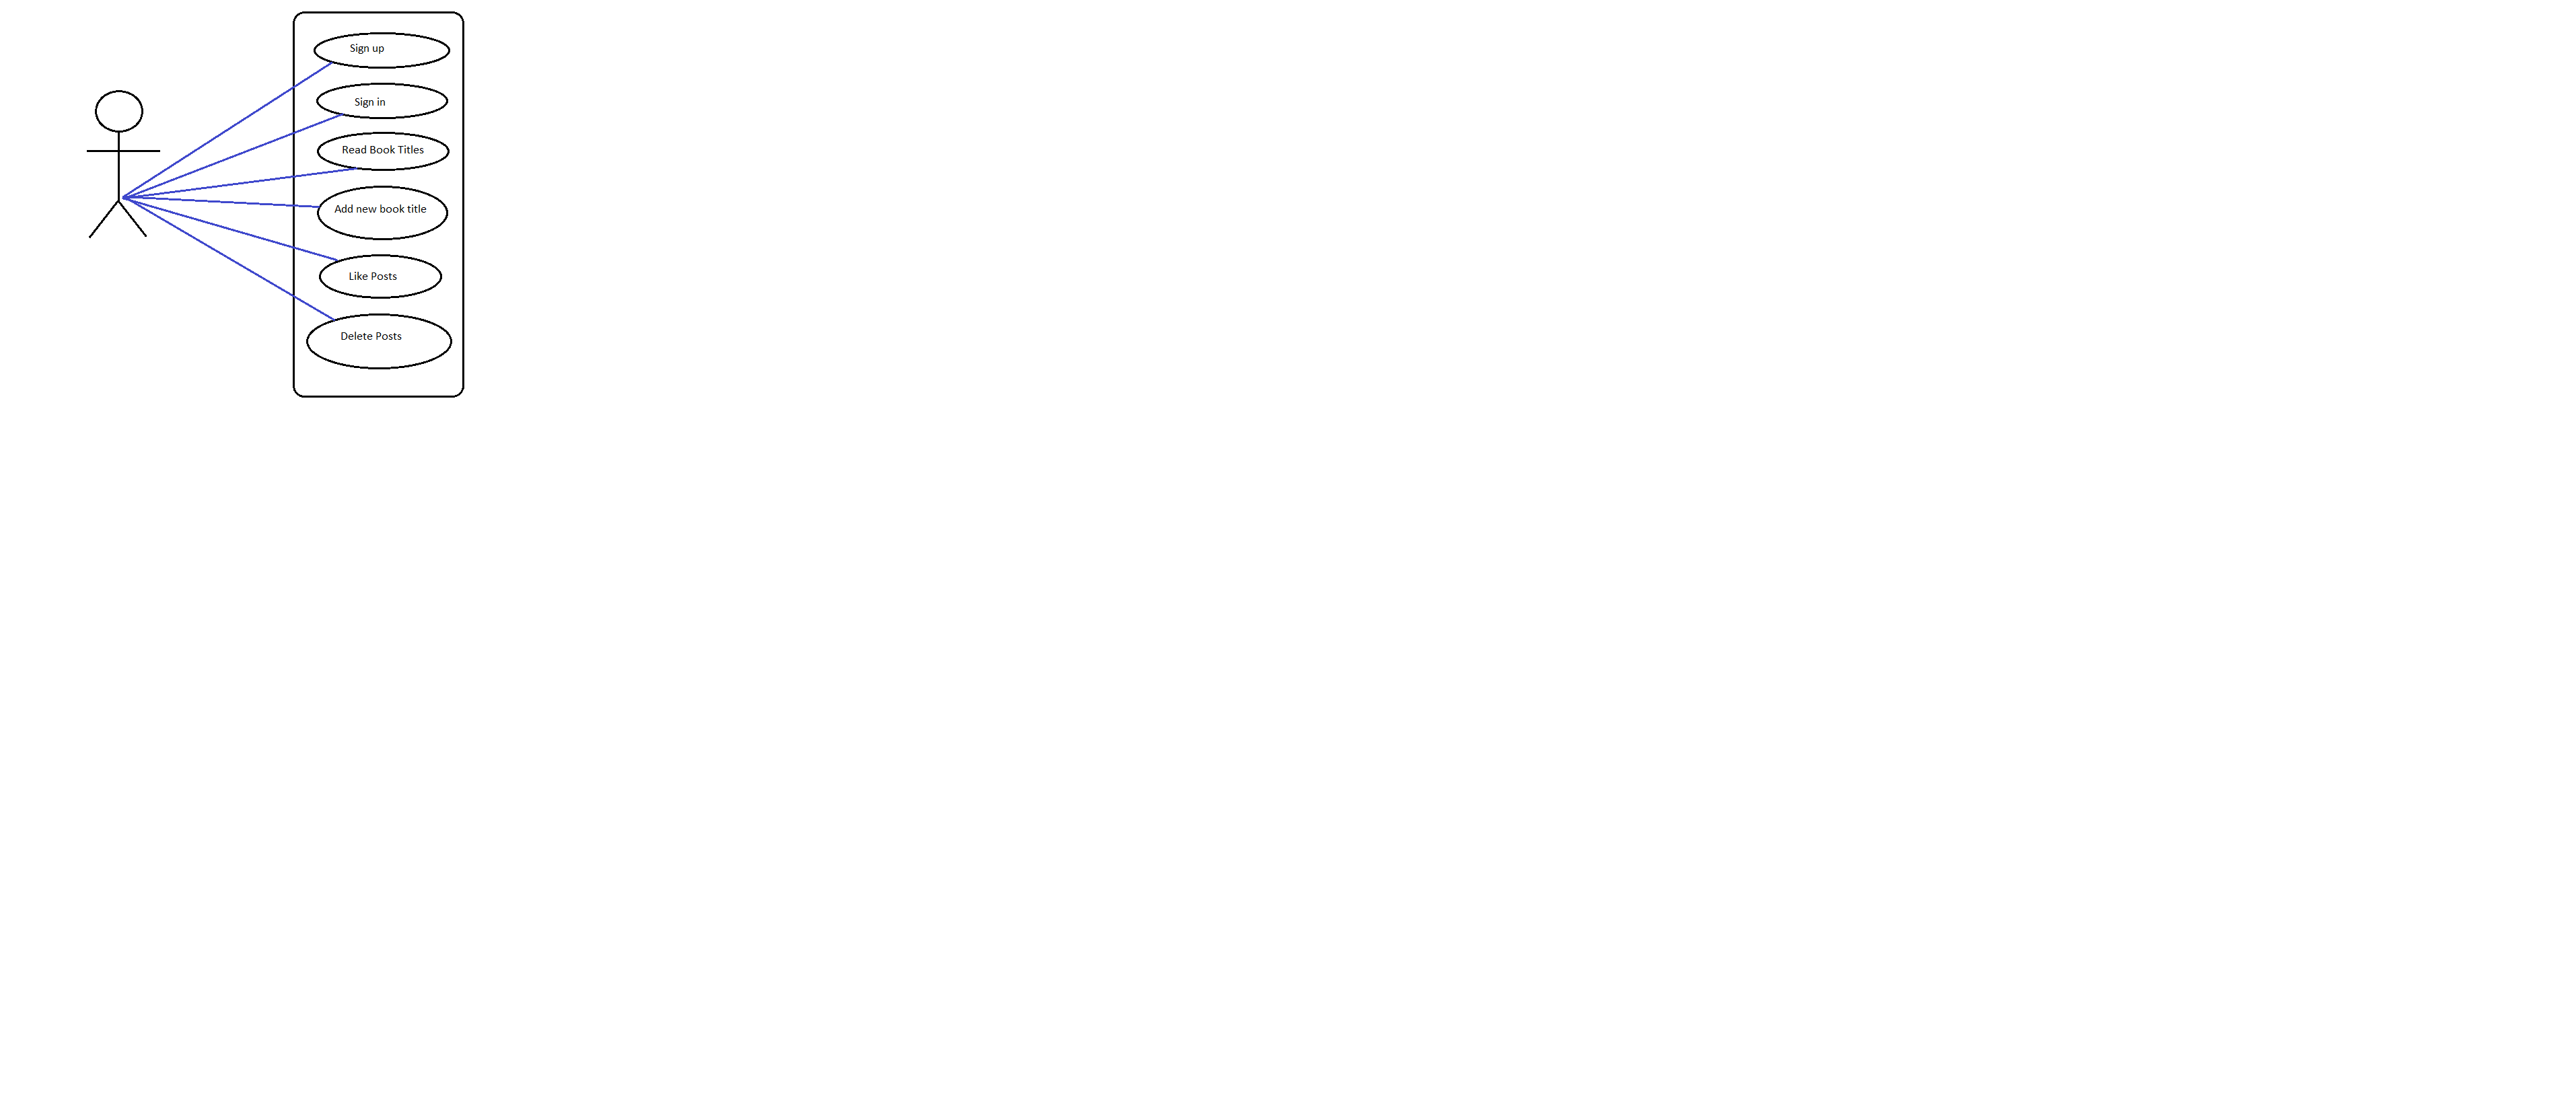 Sign up
Sign in
Read Book Titles
Add new book title
Like Posts
Delete Posts